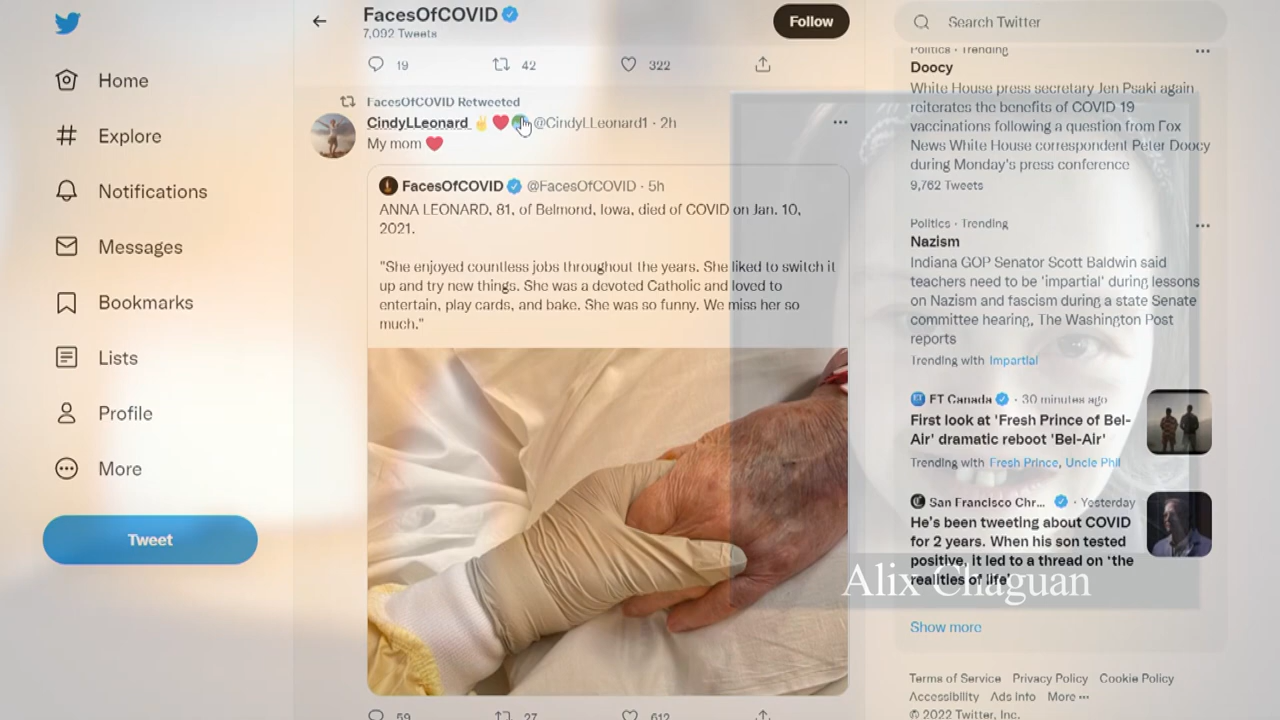 FacesOfCOVID
7,092 Tweets
Follow
Search Twitter
Home
Explore
Notifications
Messages
Bookmarks
Lists
Profile
More
Tweet
19 42 322
FacesOfCOVID Retweeted
CindyLLeonard ✌❤️ @CindyLLeonard1 · 2h
My mom ❤️
FacesOfCOVID @FacesOfCOVID · 5h
ANNA LEONARD, 81, of Belmond, Iowa, died of COVID on Jan. 10,
2021.
"She enjoyed countless jobs throughout the years. She liked to switch it
up and try new things. She was a devoted Catholic and loved to
entertain, play cards, and bake. She was so funny. We miss her so
much."
59 27 612
Politics · Trending
Doocy
White House press secretary Jen Psaki again
reiterates the benefits of COVID-19
vaccinations following a question from Fox
News White House correspondent Peter Doocy
during Monday's press conference
9,762 Tweets
Politics · Trending
Nazism
Indiana GOP Senator Scott Baldwin said
teachers need to be 'impartial' during lessons
on Nazism and fascism during a state Senate
committee hearing, The Washington Post
reports
Trending with Impartial
ET Canada · 30 minutes ago
First look at 'Fresh Prince of Bel-
Air' dramatic reboot 'Bel-Air'
Trending with Fresh Prince, Uncle Phil
San Francisco Chr... · Yesterday
He's been tweeting about COVID
for 2 years. When his son tested
positive, it led to a thread on 'the
realities of life'
Alix Chaguan
Show more
Terms of Service Privacy Policy Cookie Policy
Accessibility Ads Info More ···
© 2022 Twitter, Inc.